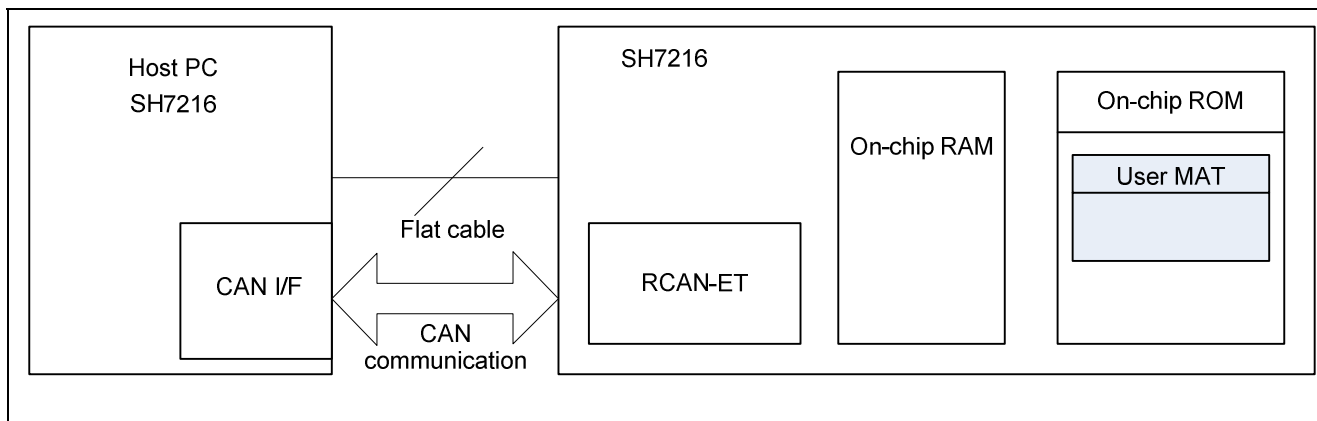 Host PC
SH7216
CAN I/F
Flat cable
CAN
communication
SH7216
RCAN-ET
On-chip RAM
On-chip ROM
User MAT